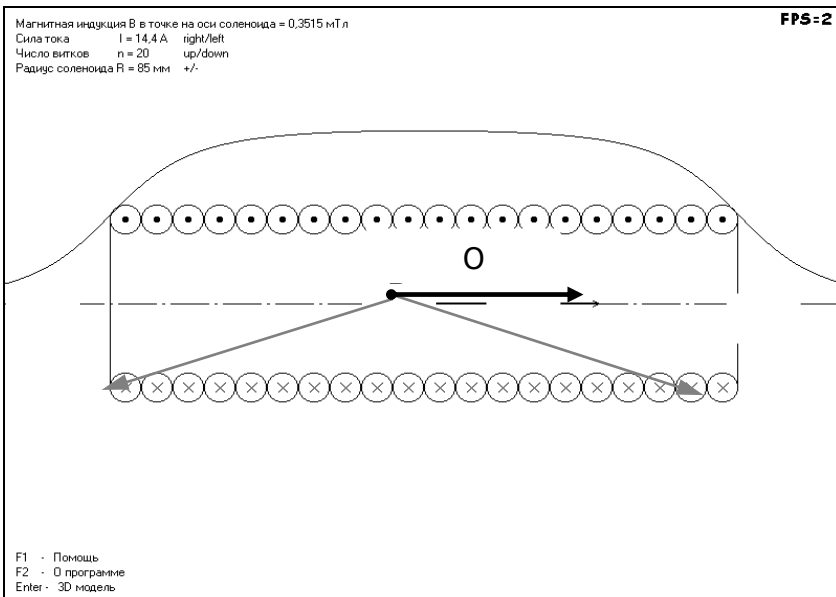 Магнитная индукция B в точке на оси соленоида = 0,3515 мТл
FPS=2
Сила тока I = 14,4 А right/left
Число витков n = 20 up/down
Радиус соленоида R = 85 мм +/-
O
F1 - Помощь
F2 - О программе
Enter - 3D модель